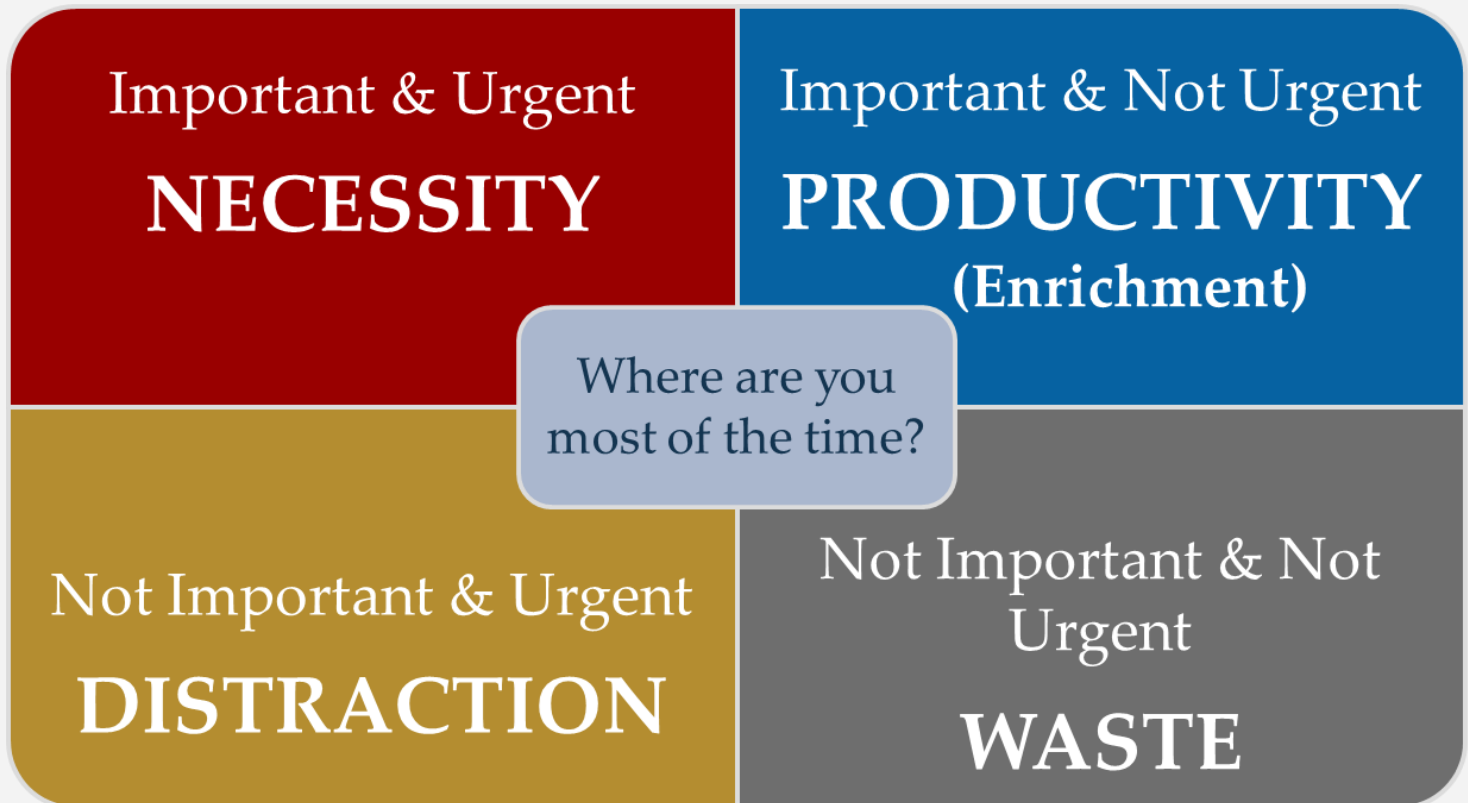 Important & Urgent
NECESSITY
Important & Not Urgent
PRODUCTIVITY
(Enrichment)
Where are you
most of the time?
Not Important & Urgent
DISTRACTION
Not Important & Not
Urgent
WASTE